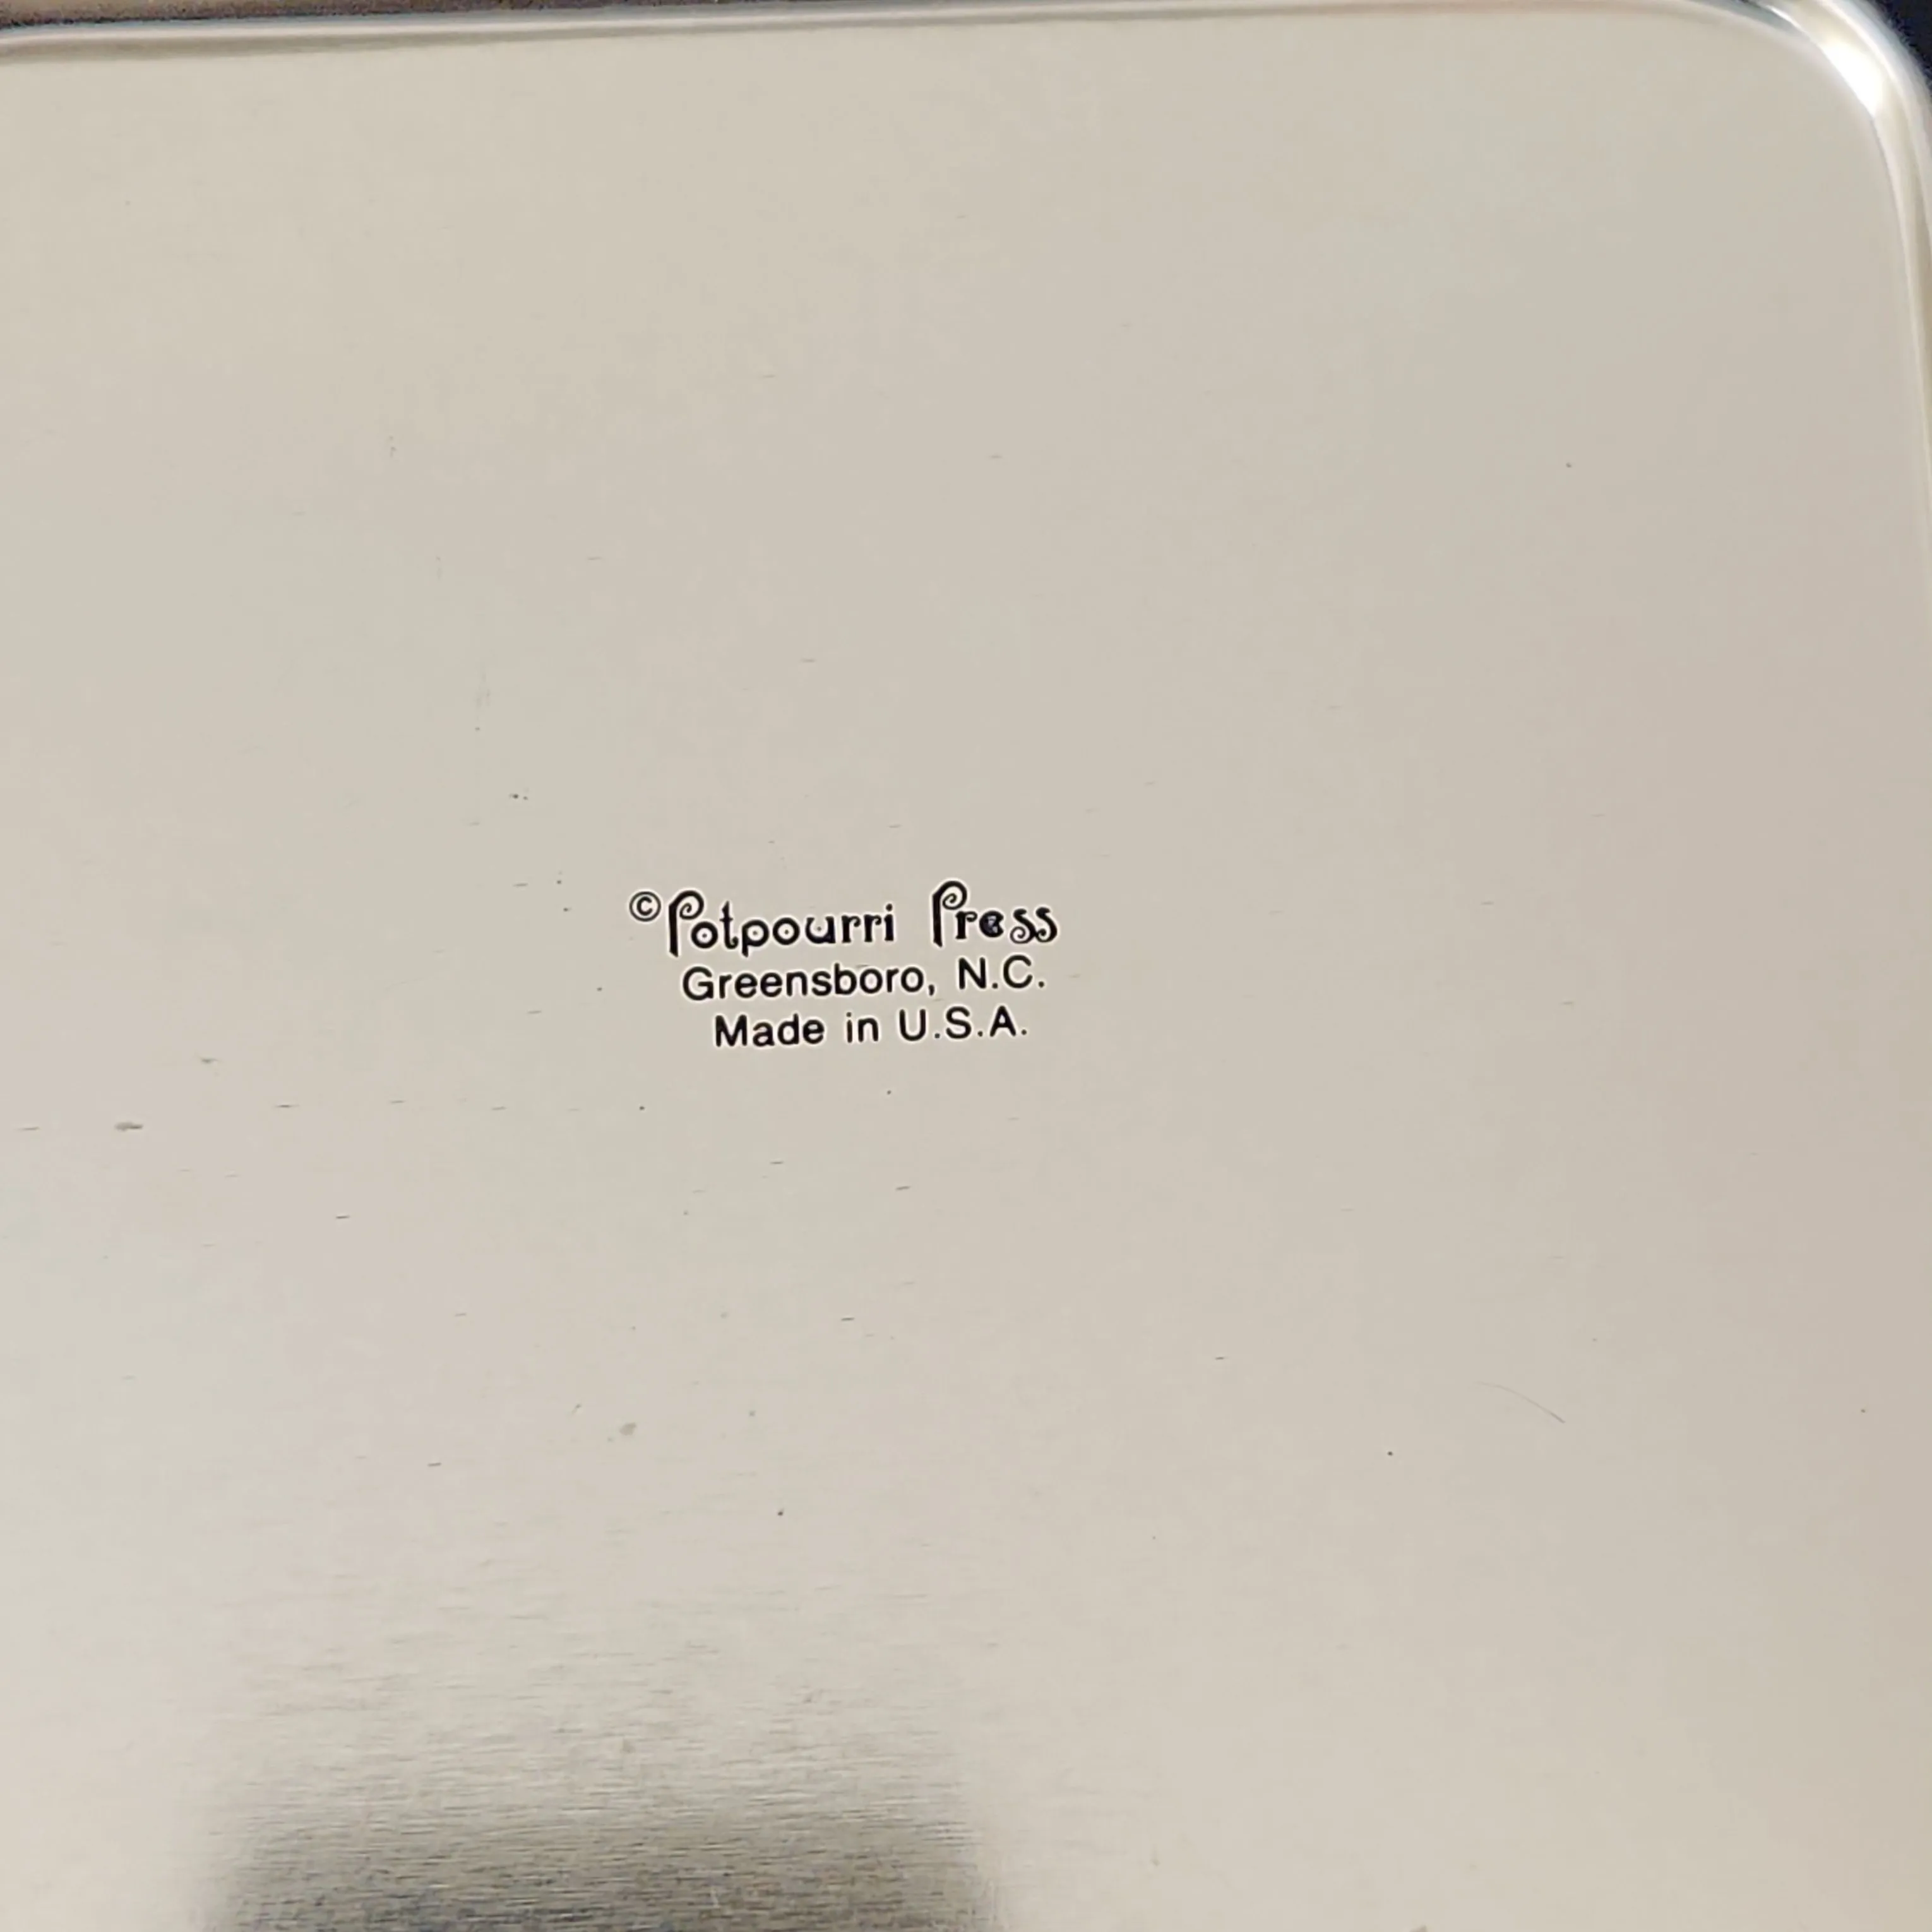 ©Potpourri Press
Greensboro, N.C.
Made in U.S.A.